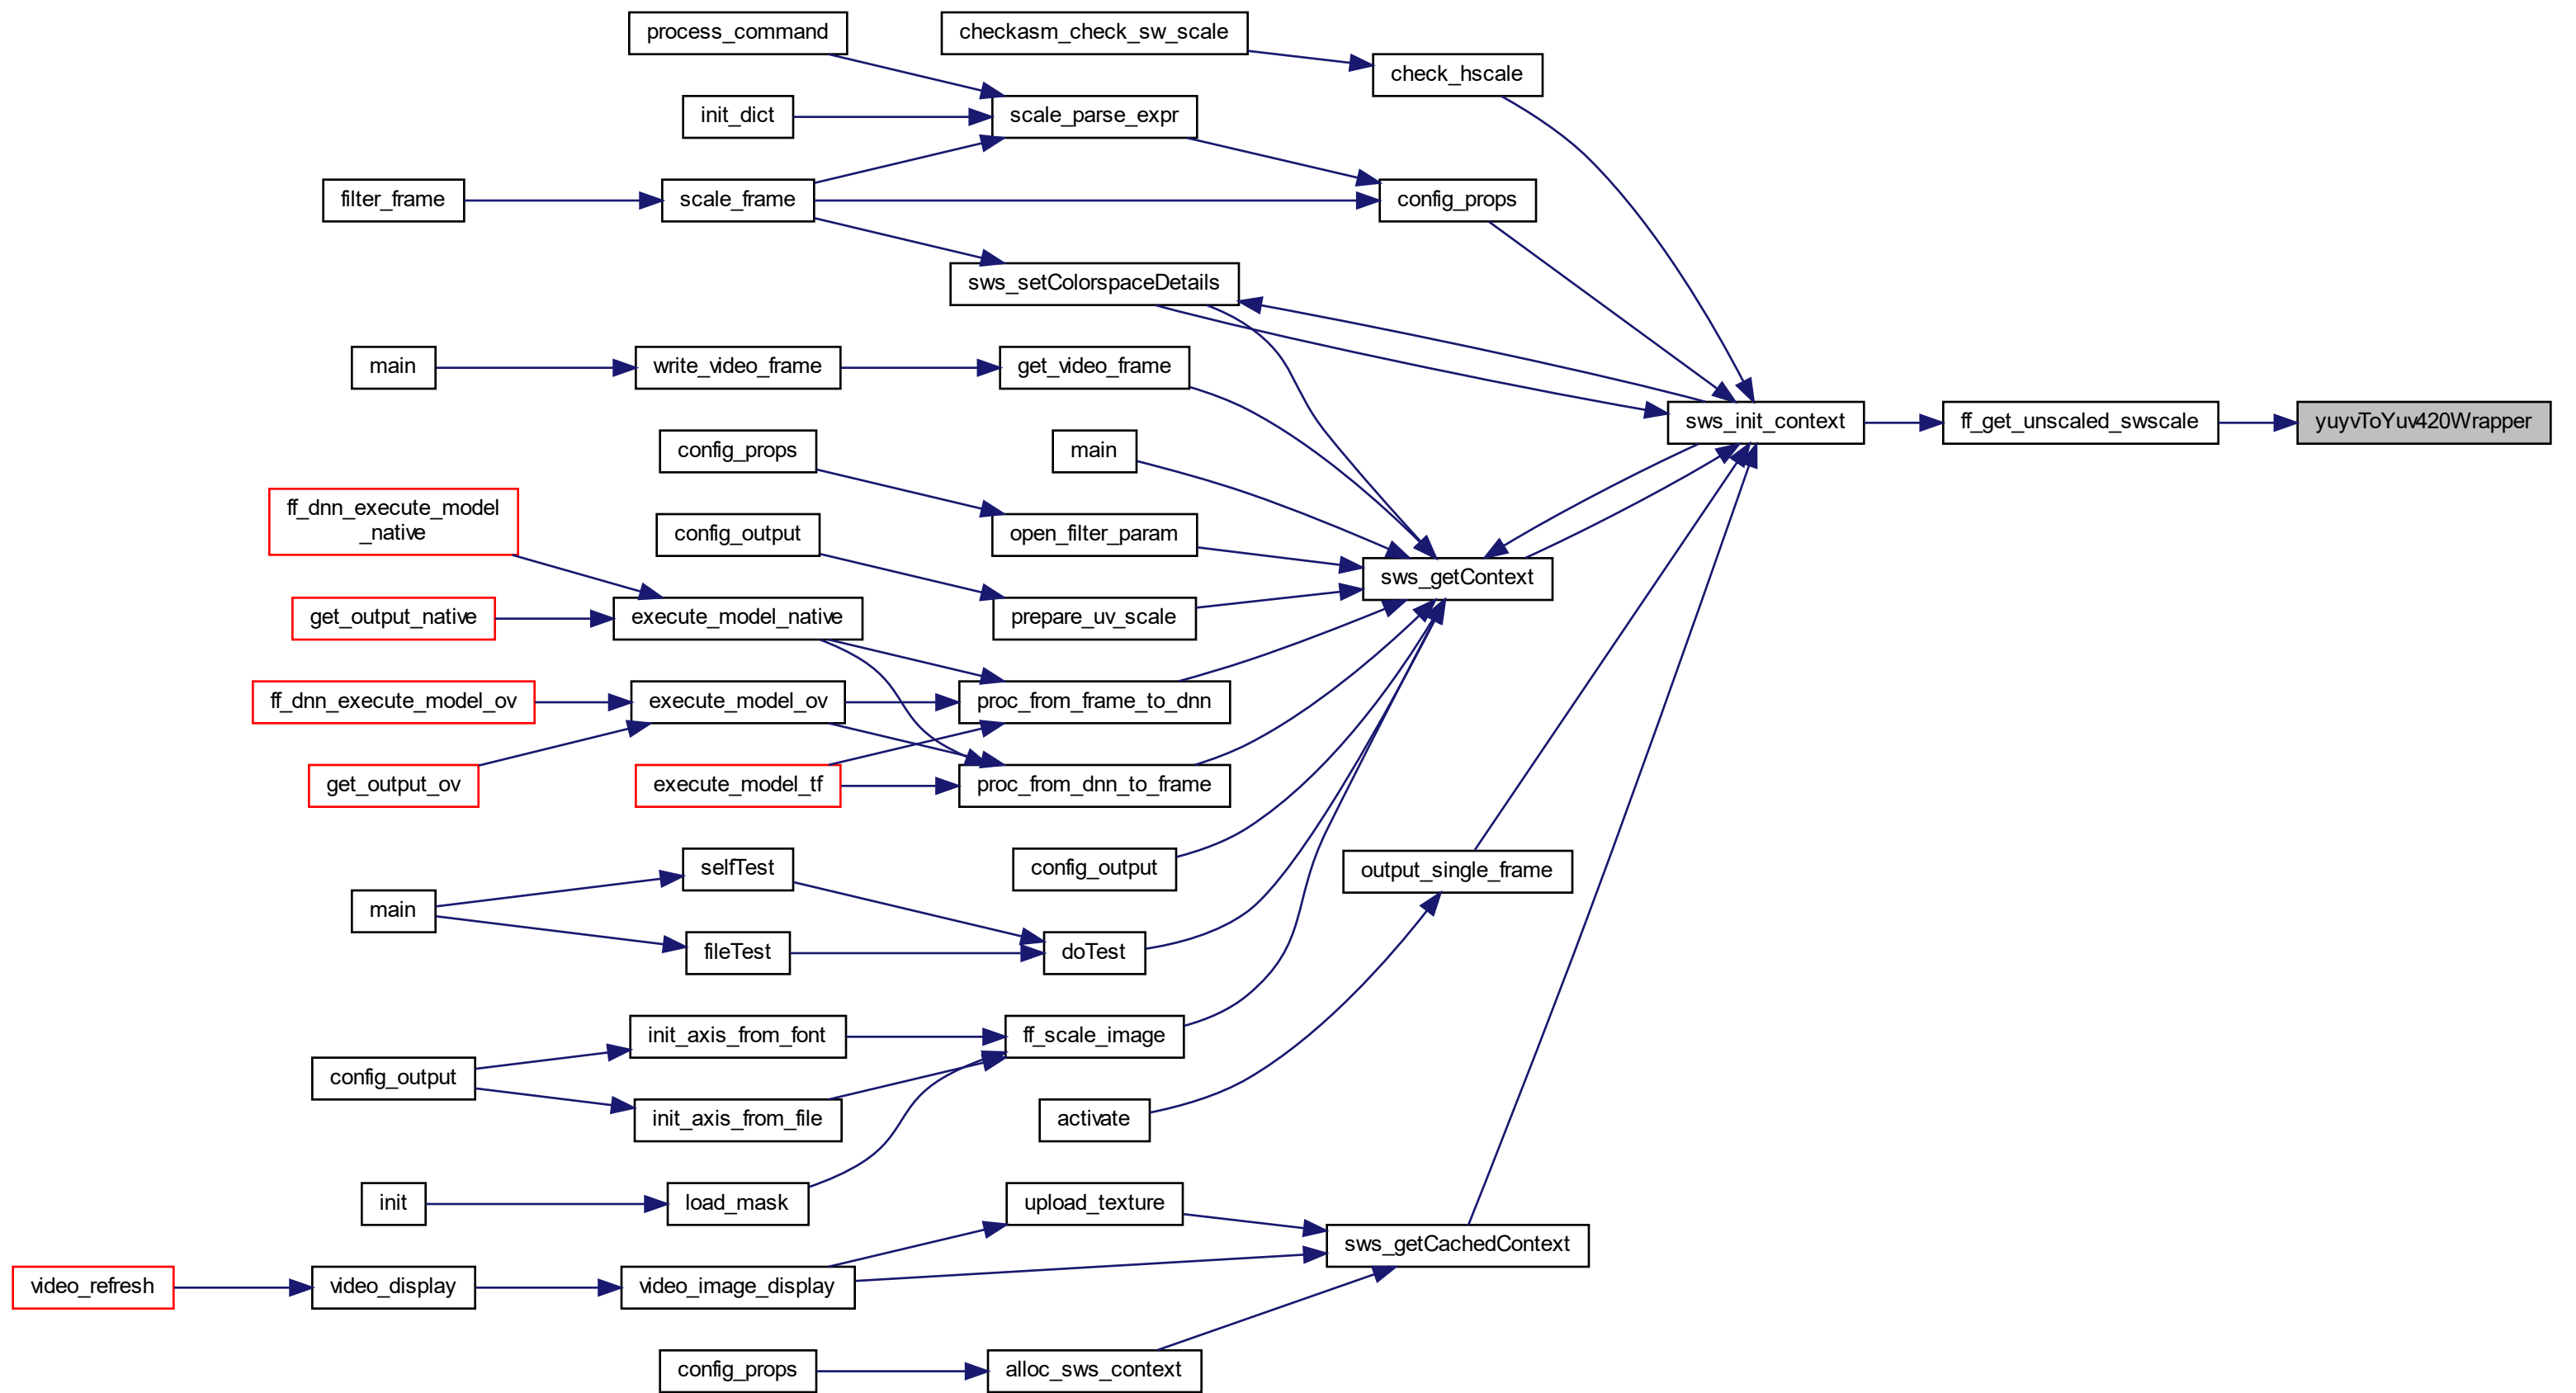 process_command
checkasm_check_sw_scale
check_hscale
init_dict
scale_parse_expr
filter_frame
scale_frame
config_props
sws_setColorspaceDetails
main
write_video_frame
get_video_frame
sws_init_context
ff_get_unscaled_swscale
yuyvToYuv420Wrapper
config_props
main
ff_dnn_execute_model
_native
config_output
open_filter_param
sws_getContext
get_output_native
execute_model_native
prepare_uv_scale
ff_dnn_execute_model_ov
execute_model_ov
proc_from_frame_to_dnn
get_output_ov
execute_model_tf
proc_from_dnn_to_frame
selfTest
config_output
output_single_frame
main
fileTest
doTest
init_axis_from_font
ff_scale_image
config_output
init_axis_from_file
activate
init
load_mask
upload_texture
sws_getCachedContext
video_refresh
video_display
video_image_display
config_props
alloc_sws_context